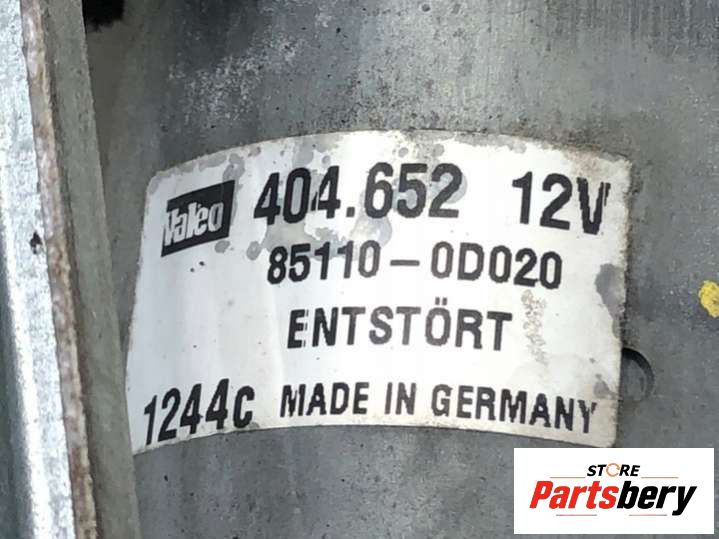 Valeo 404.652 12V
85110-0D020
ENTSTÖRT
1244c MADE IN GERMANY
STORE
Partsbery